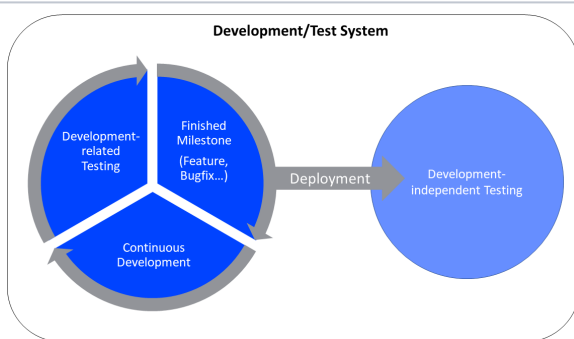 Development/Test System
Development-
related
Testing
Finished
Milestone
(Feature,
Bugfix...)
Continuous
Development
Deployment
Development-
independent Testing